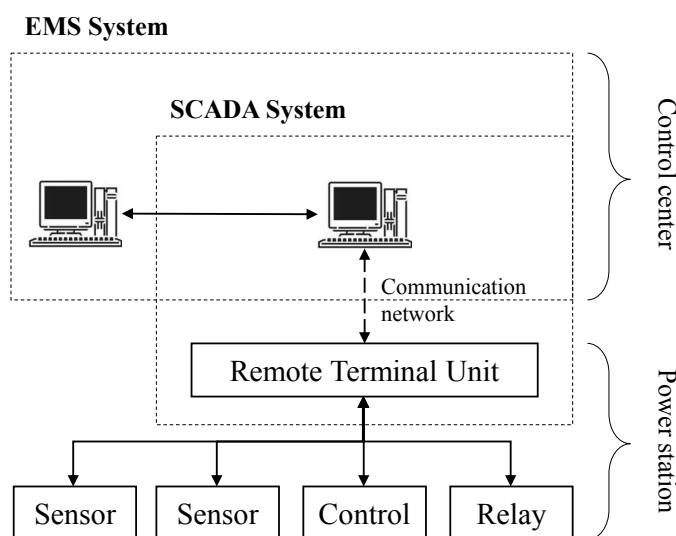 EMS System
SCADA System
Control center
Communication
network
Remote Terminal Unit
Power station
Sensor
Sensor
Control
Relay